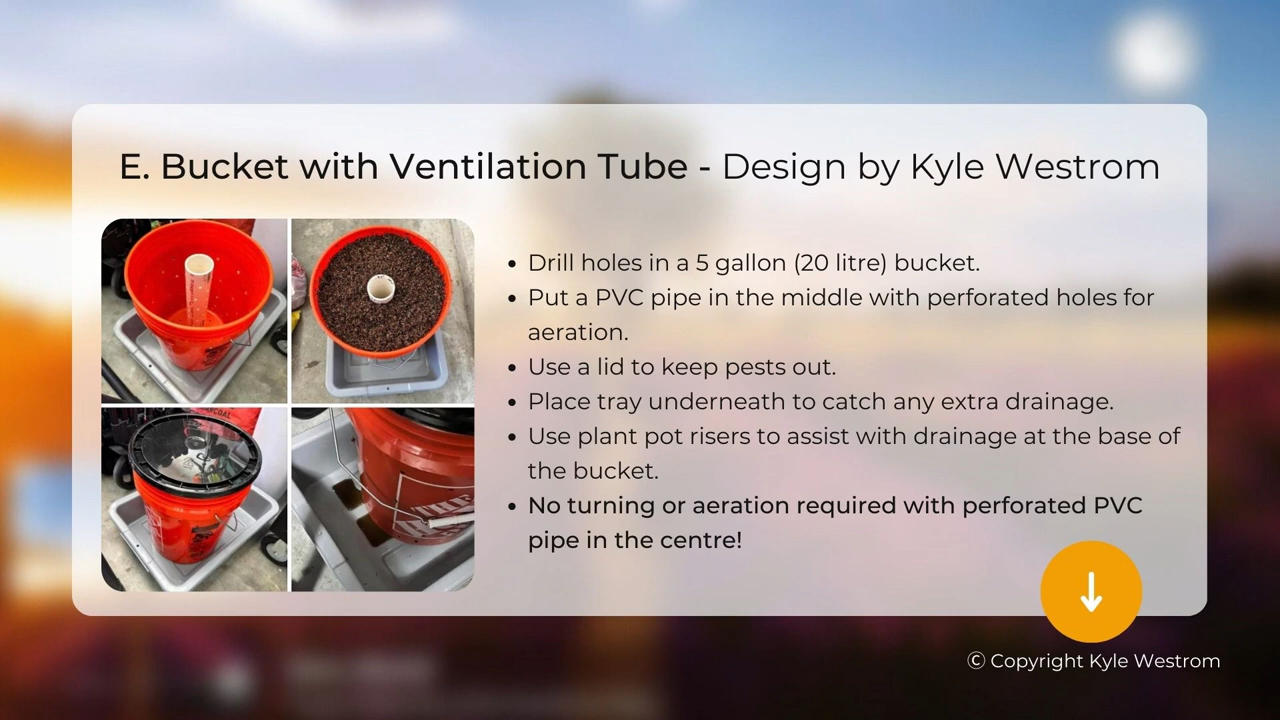 E. Bucket with Ventilation Tube - Design by Kyle Westrom
• Drill holes in a 5 gallon (20 litre) bucket.
• Put a PVC pipe in the middle with perforated holes for
aeration.
• Use a lid to keep pests out.
• Place tray underneath to catch any extra drainage.
• Use plant pot risers to assist with drainage at the base of
the bucket.
• No turning or aeration required with perforated PVC
pipe in the centre!
© Copyright Kyle Westrom